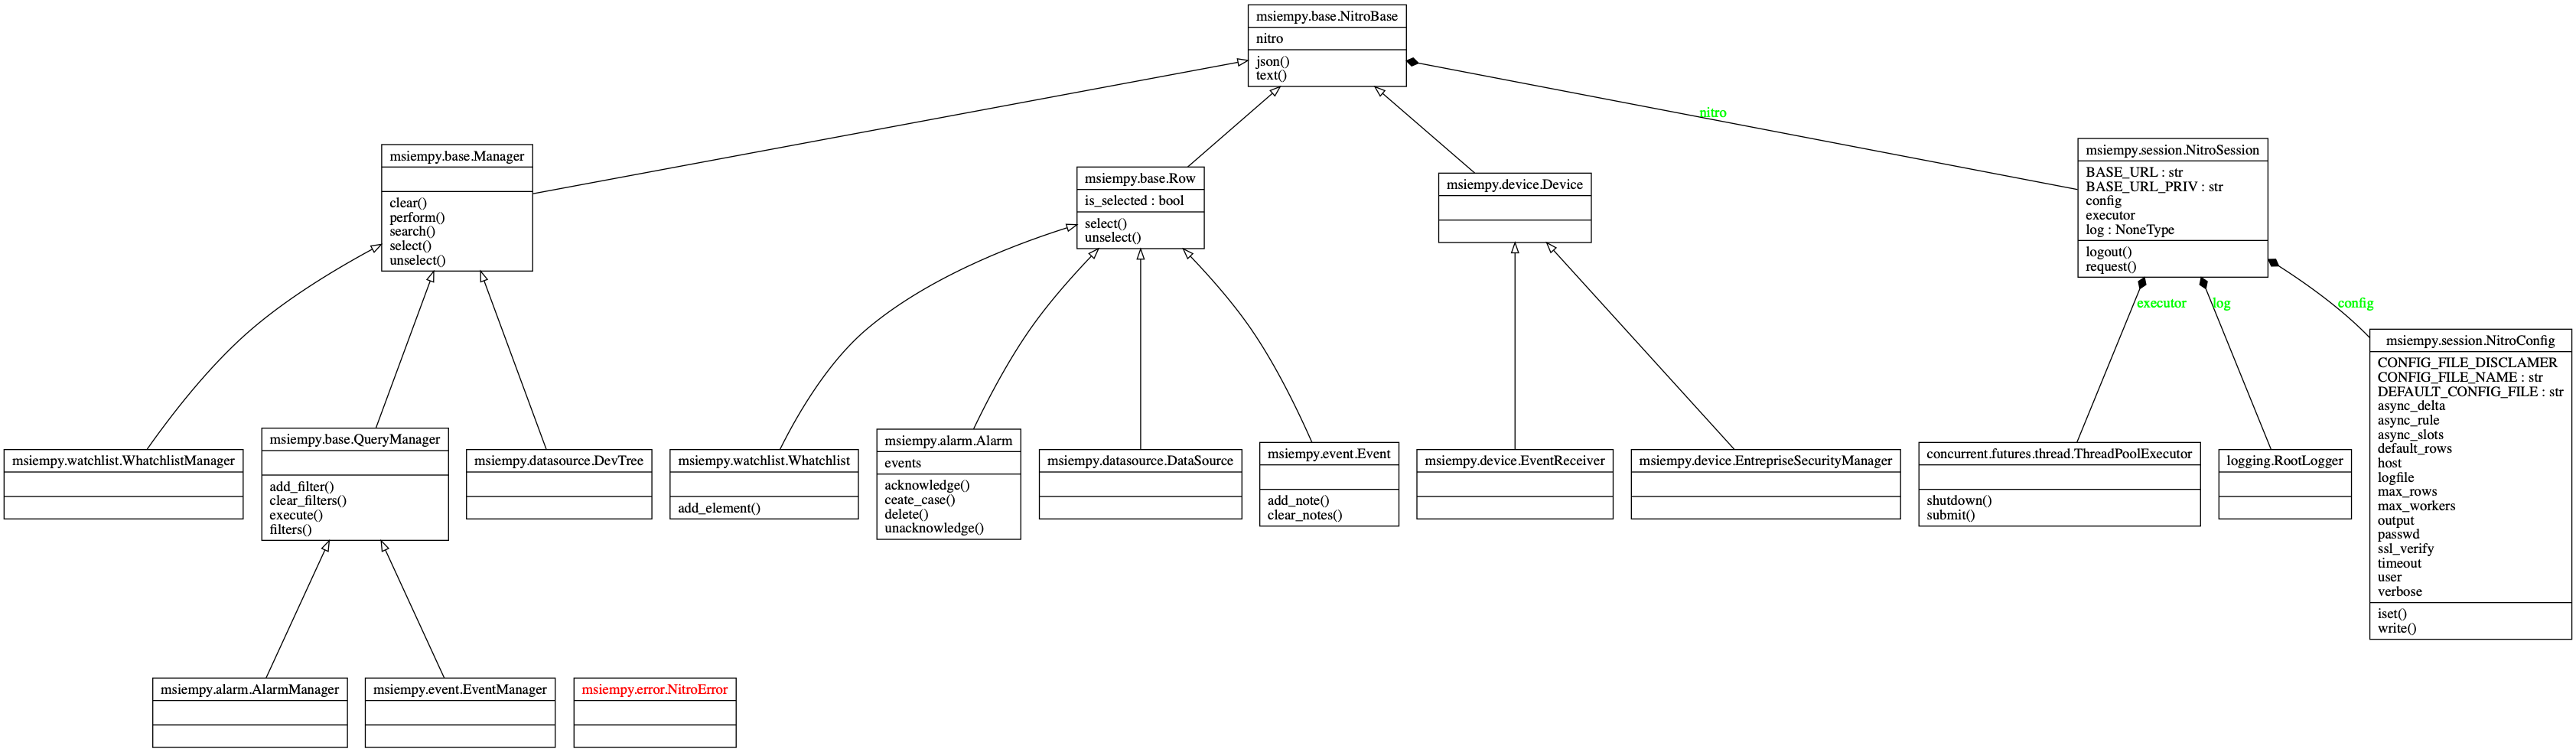 msiempy.base.NitroBase
nitro
json()
text()
nitro
msiempy.base.Manager
clear()
perform()
search()
select()
unselect()
msiempy.base.Row
is_selected : bool
select()
unselect()
msiempy.device.Device
msiempy.session.NitroSession
BASE_URL : str
BASE_URL_PRIV : str
config
executor
log : NoneType
logout()
request()
executor
log
config
msiempy.watchlist.WhatchlistManager
msiempy.base.QueryManager
add_filter()
clear_filters()
execute()
filters()
msiempy.datasource.DevTree
msiempy.watchlist.Whatchlist
add_element()
msiempy.alarm.Alarm
events
acknowledge()
ceate_case()
delete()
unacknowledge()
msiempy.datasource.DataSource
msiempy.event.Event
add_note()
clear_notes()
msiempy.device.EventReceiver
msiempy.device.EntrepriseSecurityManager
concurrent.futures.thread.ThreadPoolExecutor
shutdown()
submit()
logging.RootLogger
msiempy.session.NitroConfig
CONFIG_FILE_DISCLAMER
CONFIG_FILE_NAME : str
DEFAULT_CONFIG_FILE : str
async_delta
async_rule
async_slots
default_rows
host
logfile
max_rows
max_workers
output
passwd
ssl_verify
timeout
user
verbose
iset()
write()
msiempy.alarm.AlarmManager
msiempy.event.EventManager
msiempy.error.NitroError